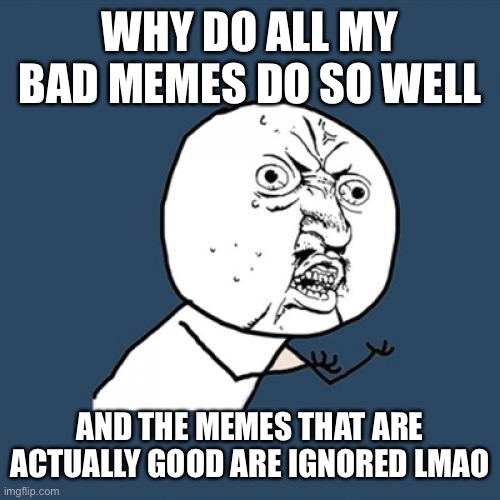 WHY DO ALL MY
BAD MEMES DO SO WELL
AND THE MEMES THAT ARE
ACTUALLY GOOD ARE IGNORED LMAO
imgflip.com